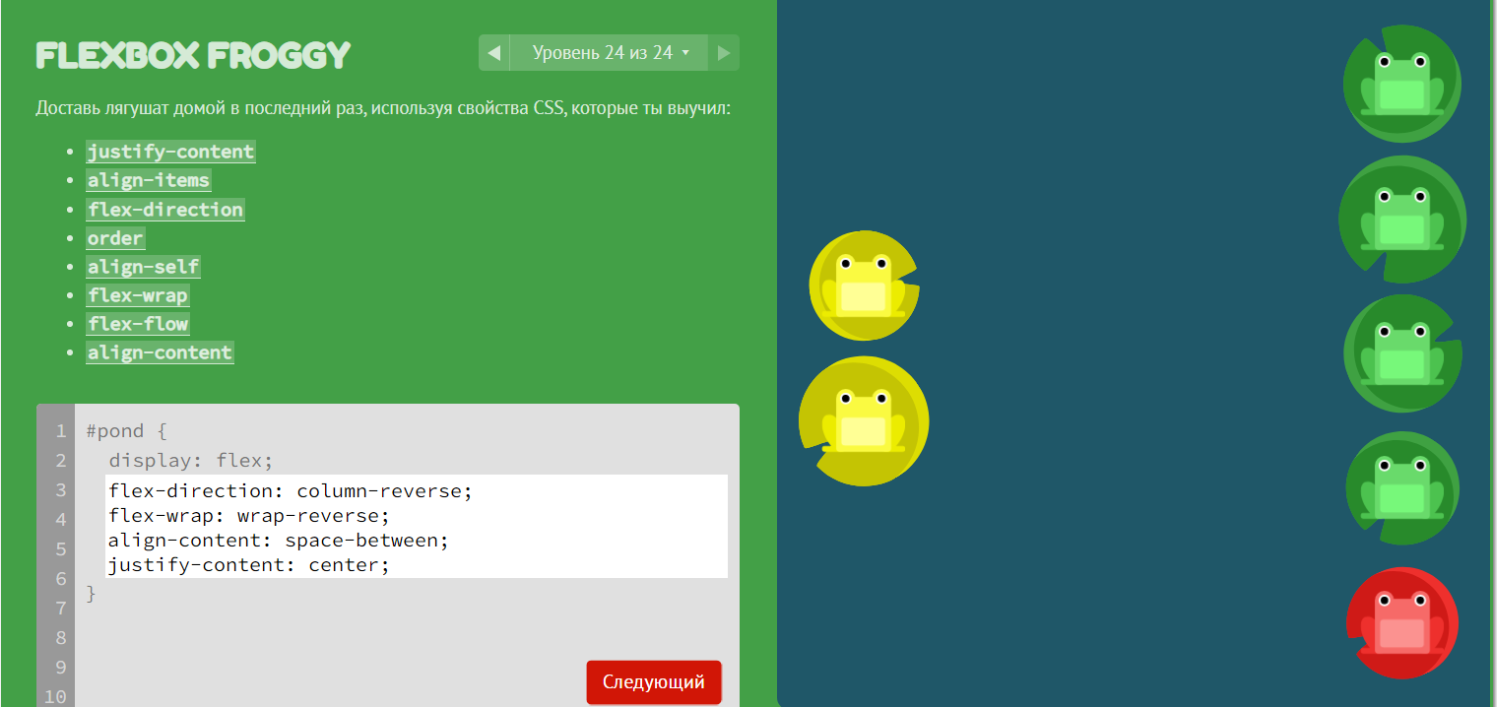 FLEXBOX FROGGY
◀ Уровень 24 из 24 ▾ ▶
Доставь лягушат домой в последний раз, используя свойства CSS, которые ты выучил:
• justify-content
• align-items
• flex-direction
• order
• align-self
• flex-wrap
• flex-flow
• align-content
1 #pond {
2 display: flex;
3 flex-direction: column-reverse;
4 flex-wrap: wrap-reverse;
5 align-content: space-between;
6 justify-content: center;
7 }
8
9
10
Следующий